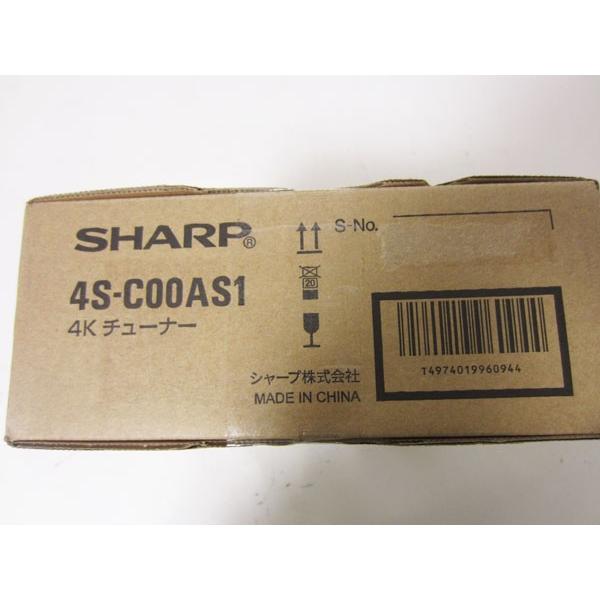 SHARP®
4S-C00AS1
4K チューナー
20
S-No.
シャープ株式会社
MADE IN CHINA
T4974019960944